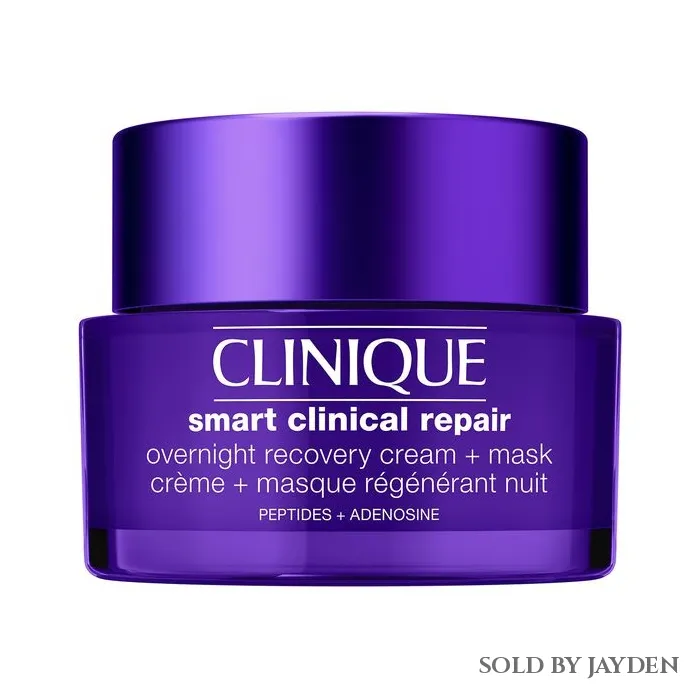 CLINIQUE
smart clinical repair
overnight recovery cream + mask
crème + masque régénérant nuit
PEPTIDES + ADENOSINE
SOLD BY JAYDEN